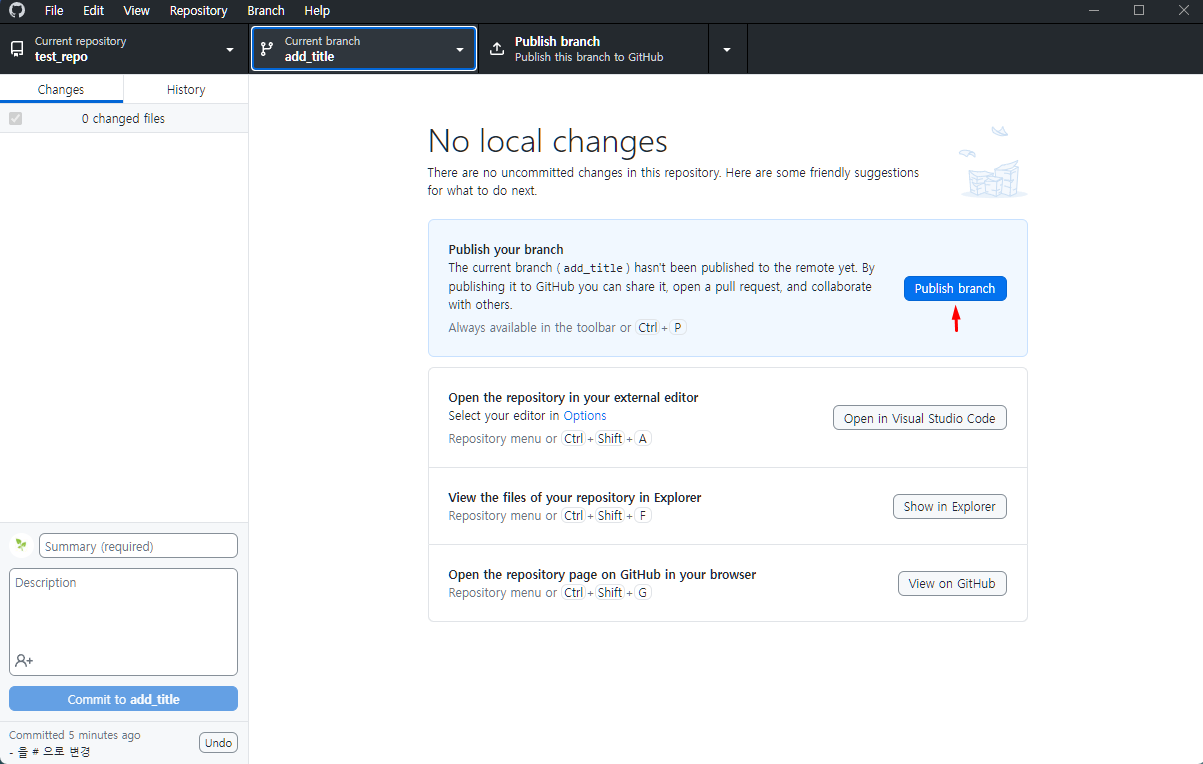 File Edit View Repository Branch Help
Current repository
test_repo
Current branch
add_title
Publish branch
Publish this branch to GitHub
Changes History
0 changed files
No local changes
There are no uncommitted changes in this repository. Here are some friendly suggestions
for what to do next.
Publish your branch
The current branch ( add_title ) hasn't been published to the remote yet. By
publishing it to GitHub you can share it, open a pull request, and collaborate
with others.
Always available in the toolbar or Ctrl + P
Publish branch
Open the repository in your external editor
Select your editor in Options
Repository menu or Ctrl + Shift + A
Open in Visual Studio Code
View the files of your repository in Explorer
Repository menu or Ctrl + Shift + F
Show in Explorer
Open the repository page on GitHub in your browser
Repository menu or Ctrl + Shift + G
View on GitHub
Summary (required)
Description
Commit to add_title
Committed 5 minutes ago
- 을 # 으로 변경
Undo